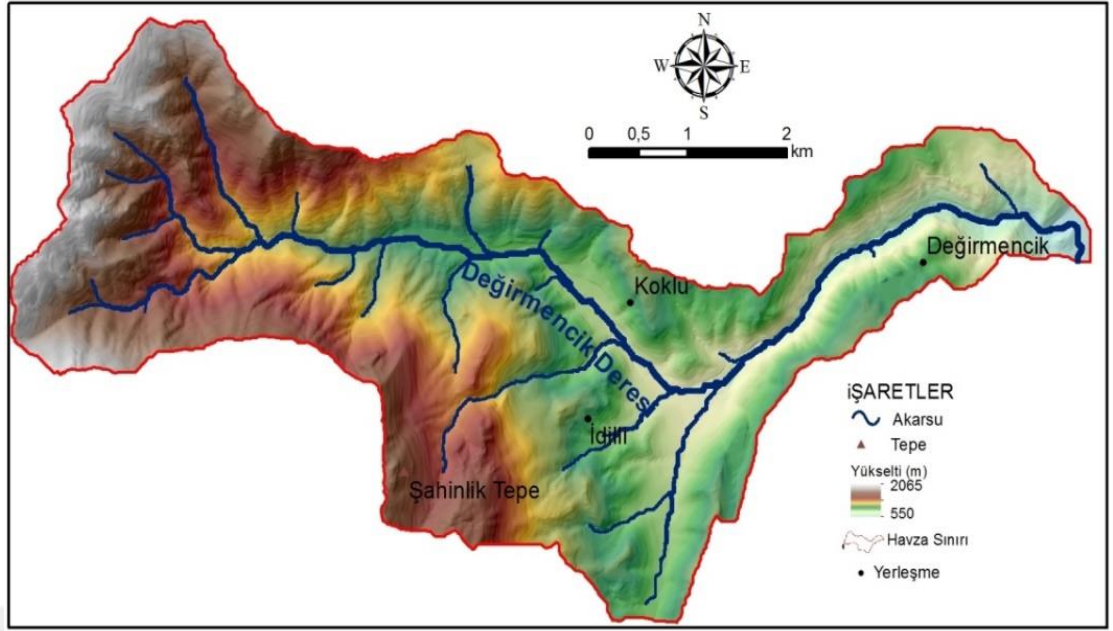 N
W E
S
0 0,5 1 2
km
Değirmencik
Koklu
Değirmencik Deresi
İdilli
Şahinlik Tepe
iŞARETLER
Akarsu
Tepe
Yükselti (m)
2065
550
Havza Sınırı
Yerleşme